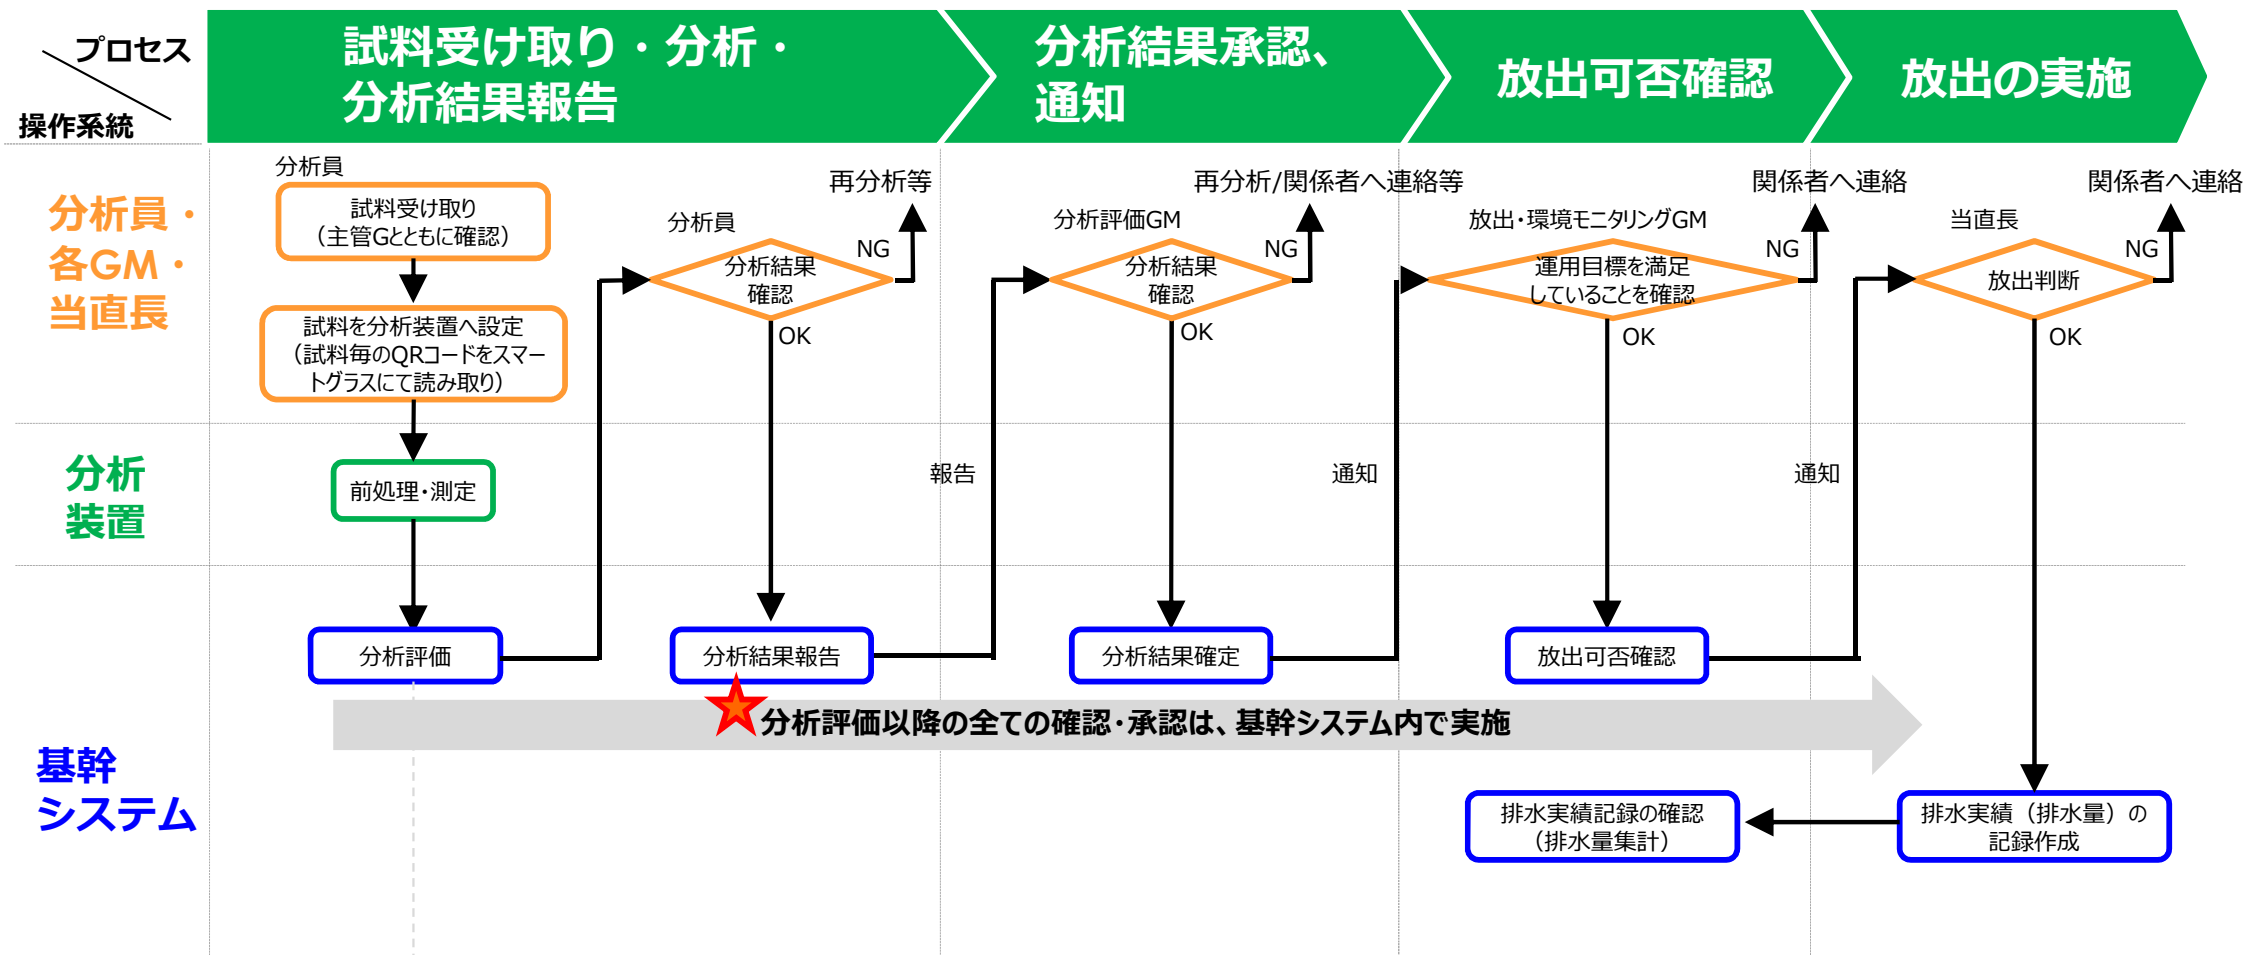 プロセス
操作系統
試料受け取り・分析・
分析結果報告
分析結果承認、
通知
放出可否確認
放出の実施
分析員・
各GM・
当直長
分析員
試料受け取り
（主管Gとともに確認）
試料を分析装置へ設定
（試料毎のQRコードをスマー
トグラスにて読み取り）
分析員
分析結果
確認
NG
再分析等
OK
分析評価GM
分析結果
確認
NG
再分析/関係者へ連絡等
OK
放出・環境モニタリングGM
運用目標を満足
していることを確認
NG
関係者へ連絡
OK
当直長
放出判断
NG
関係者へ連絡
OK
分析
装置
前処理・測定
報告
通知
通知
基幹
システム
分析評価
分析結果報告
分析結果確定
放出可否確認
分析評価以降の全ての確認・承認は、基幹システム内で実施
排水実績記録の確認
（排水量集計）
排水実績（排水量）の
記録作成